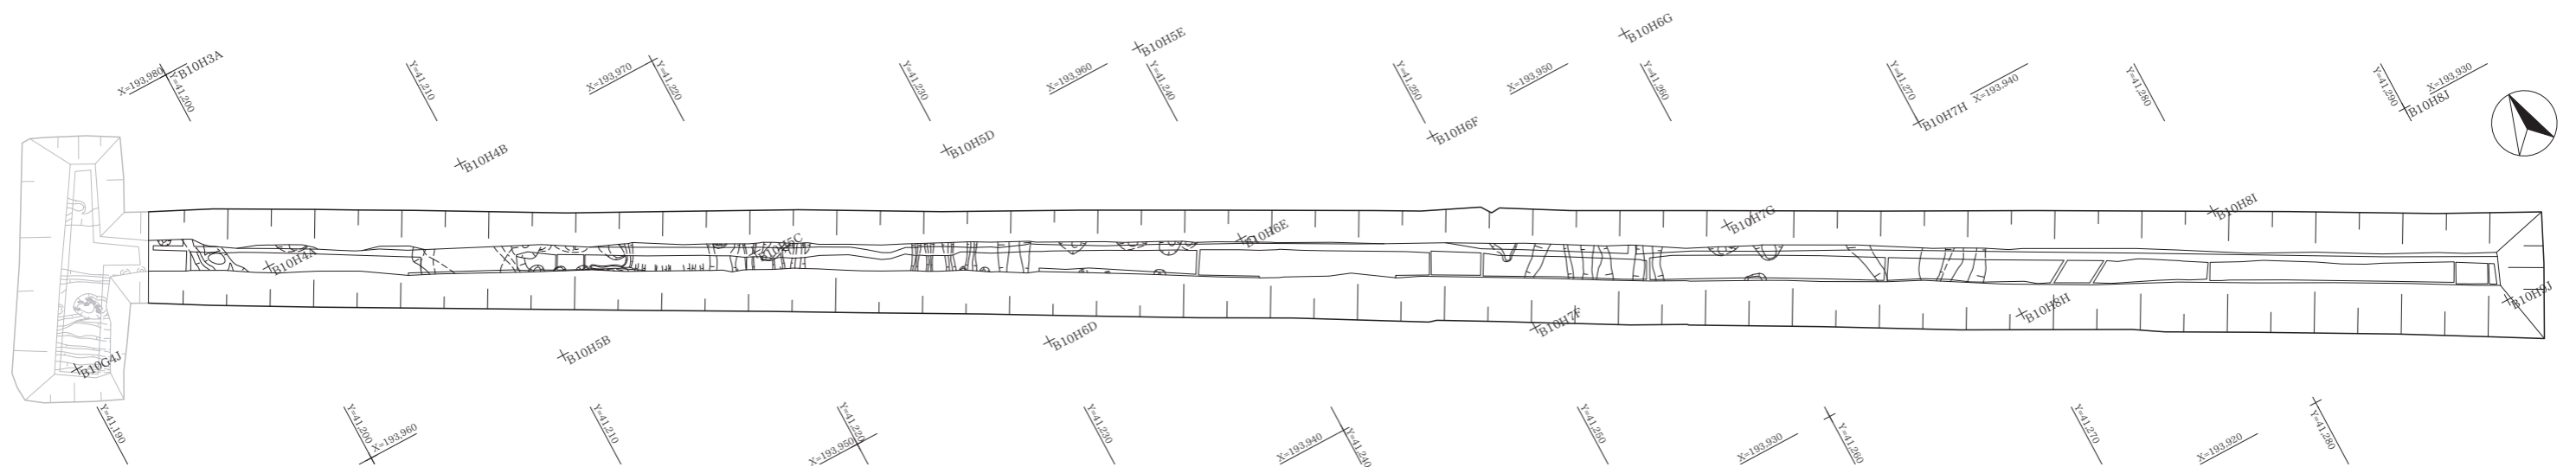 X=193,980
B10H3A
Y=41,200
Y=41,210
X=193,970
Y=41,220
Y=41,230
X=193,960
B10H5E
Y=41,240
Y=41,250
X=193,950
B10H6G
Y=41,260
Y=41,270
X=193,940
B10H7H
Y=41,280
Y=41,290
X=193,930
B10H8J
B10H4B
B10H5D
B10H6F
B10H4A
B10H5C
B10H6E
B10H7G
B10H8I
B10G4J
B10H5B
B10H6D
B10H7F
B10H8H
B10H9J
Y=41,190
Y=41,200
X=193,960
Y=41,210
Y=41,220
X=193,950
Y=41,230
X=193,940
Y=41,240
Y=41,250
X=193,930
Y=41,260
Y=41,270
X=193,920
Y=41,280